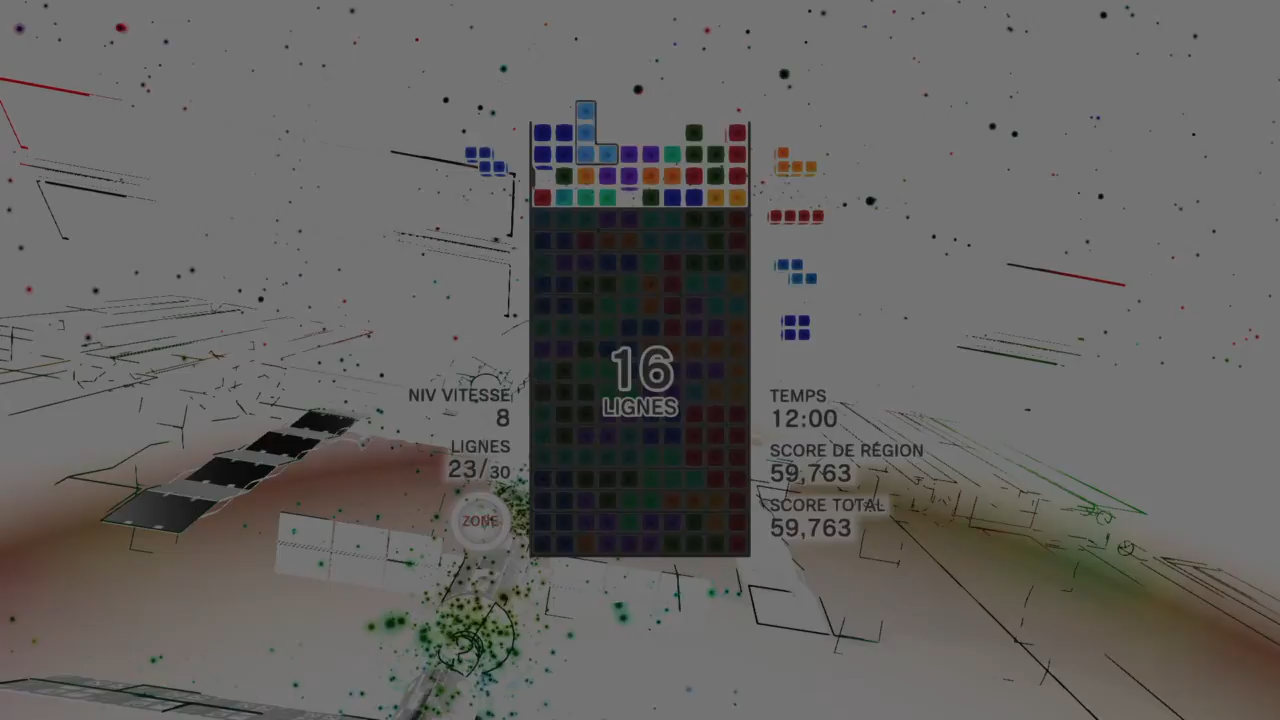 16
LIGNES
NIV VITESSE
8
LIGNES
23/30
ZONE
TEMPS
12:00
SCORE DE RÉGION
59,763
SCORE TOTAL
59,763